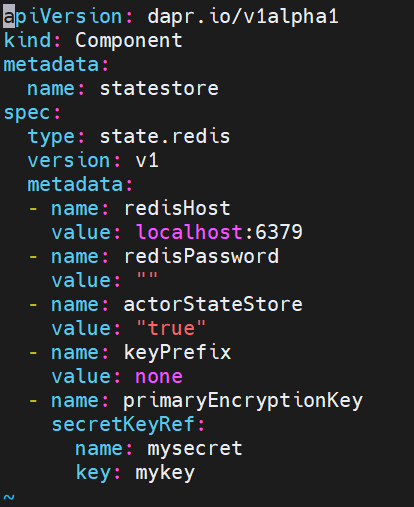 apiVersion: dapr.io/v1alpha1
kind: Component
metadata:
  name: statestore
spec:
  type: state.redis
  version: v1
  metadata:
  - name: redisHost
    value: localhost:6379
  - name: redisPassword
    value: ""
  - name: actorStateStore
    value: "true"
  - name: keyPrefix
    value: none
  - name: primaryEncryptionKey
    secretKeyRef:
      name: mysecret
      key: mykey
~